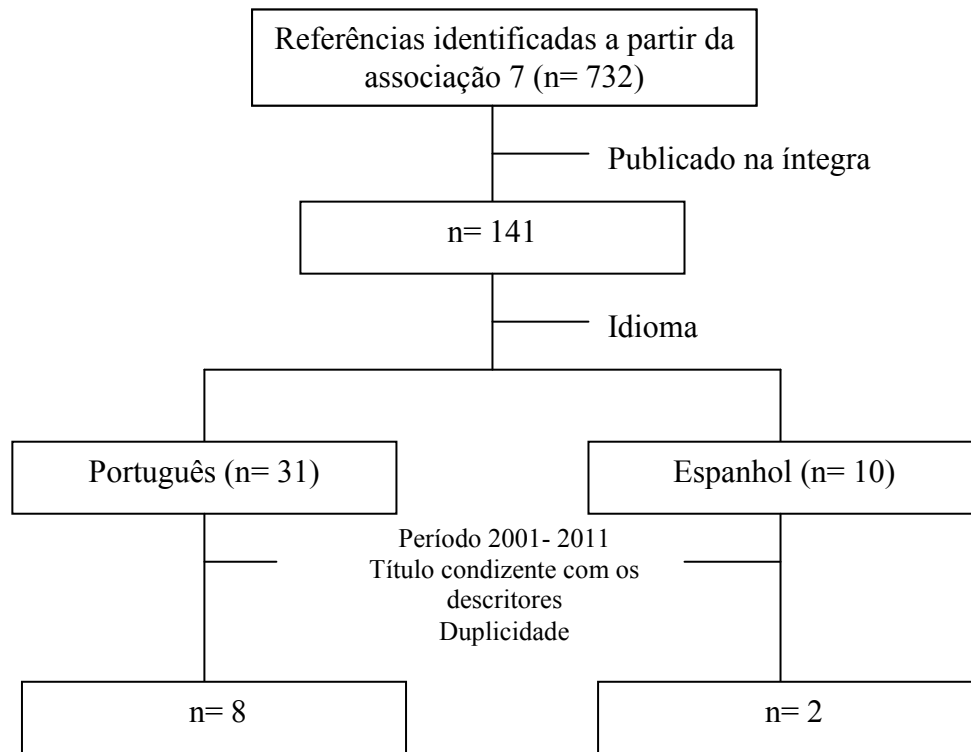 Referências identificadas a partir da
associação 7 (n= 732)
Publicado na íntegra
n= 141
Idioma
Português (n= 31)
Espanhol (n= 10)
Período 2001- 2011
Título condizente com os
descritores
Duplicidade
n= 8
n= 2